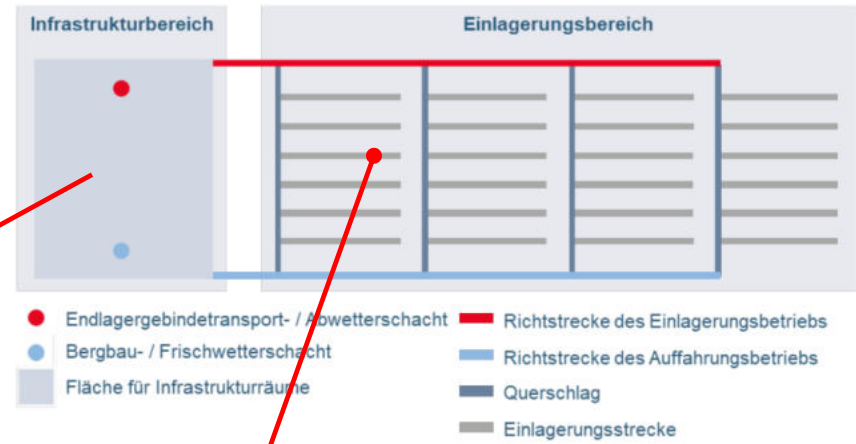 Infrastrukturbereich
Einlagerungsbereich
Endlagergebindetransport- / Abwetterschacht
Bergbau- / Frischwetterschacht
Fläche für Infrastrukturräume
Richtstrecke des Einlagerungsbetriebs
Richtstrecke des Auffahrungsbetriebs
Querschlag
Einlagerungsstrecke